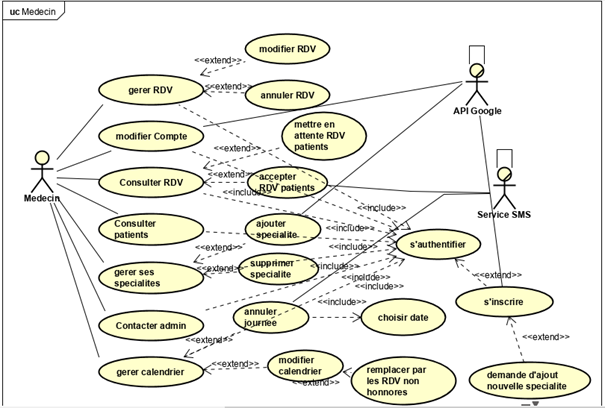 uc Medecin
modifier RDV
<<extend>>
gerer RDV
<<extend>>
annuler RDV
API Google
modifier Compte
mettre en
attente RDV
patients
<<extend>>
Consulter RDV
<<extend>>
accepter
RDV patients
<<include>>
Medecin
Service SMS
<<include>>
Consulter
patients
ajouter
specialite
<<include>>
s'authentifier
<<extend>>
<<include>>
gerer ses
specialites
<<extend>>
supprimer
specialite
<<include>>
<<include>>
<<extend>>
<<include>>
s'inscrire
<<include>>
Contacter admin
annuler
journee
choisir date
<<extend>>
<<extend>>
gerer calendrier
<<extend>>
modifier
calendrier
<<extend>>
remplacer par
les RDV non
honnores
demande d'ajout
nouvelle specialite